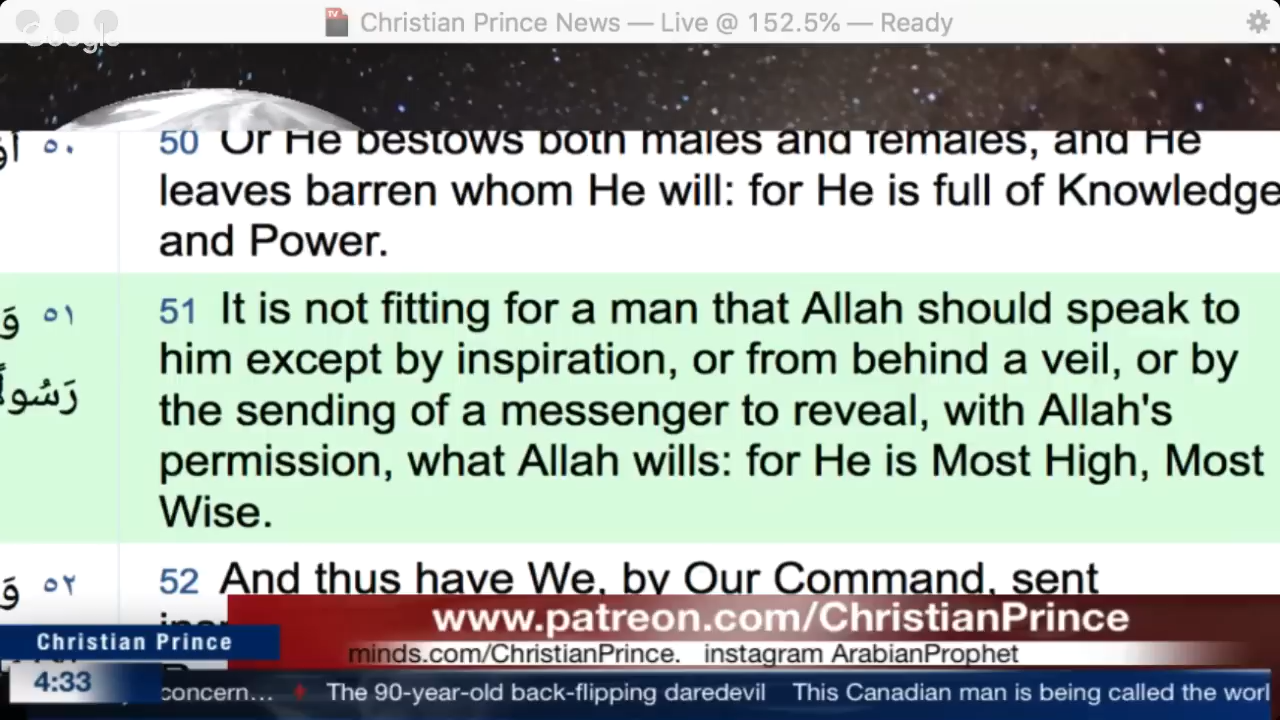 Christian Prince News — Live @ 152.5% — Ready
Google
٥٠
50 Or He bestows both males and females, and He
leaves barren whom He will: for He is full of Knowledge
and Power.
٥١
51 It is not fitting for a man that Allah should speak to
him except by inspiration, or from behind a veil, or by
the sending of a messenger to reveal, with Allah's
permission, what Allah wills: for He is Most High, Most
Wise.
٥٢
52 And thus have We, by Our Command, sent
www.patreon.com/ChristianPrince
Christian Prince
minds.com/ChristianPrince. instagram ArabianProphet
4:33
concern... The 90-year-old back-flipping daredevil This Canadian man is being called the worl